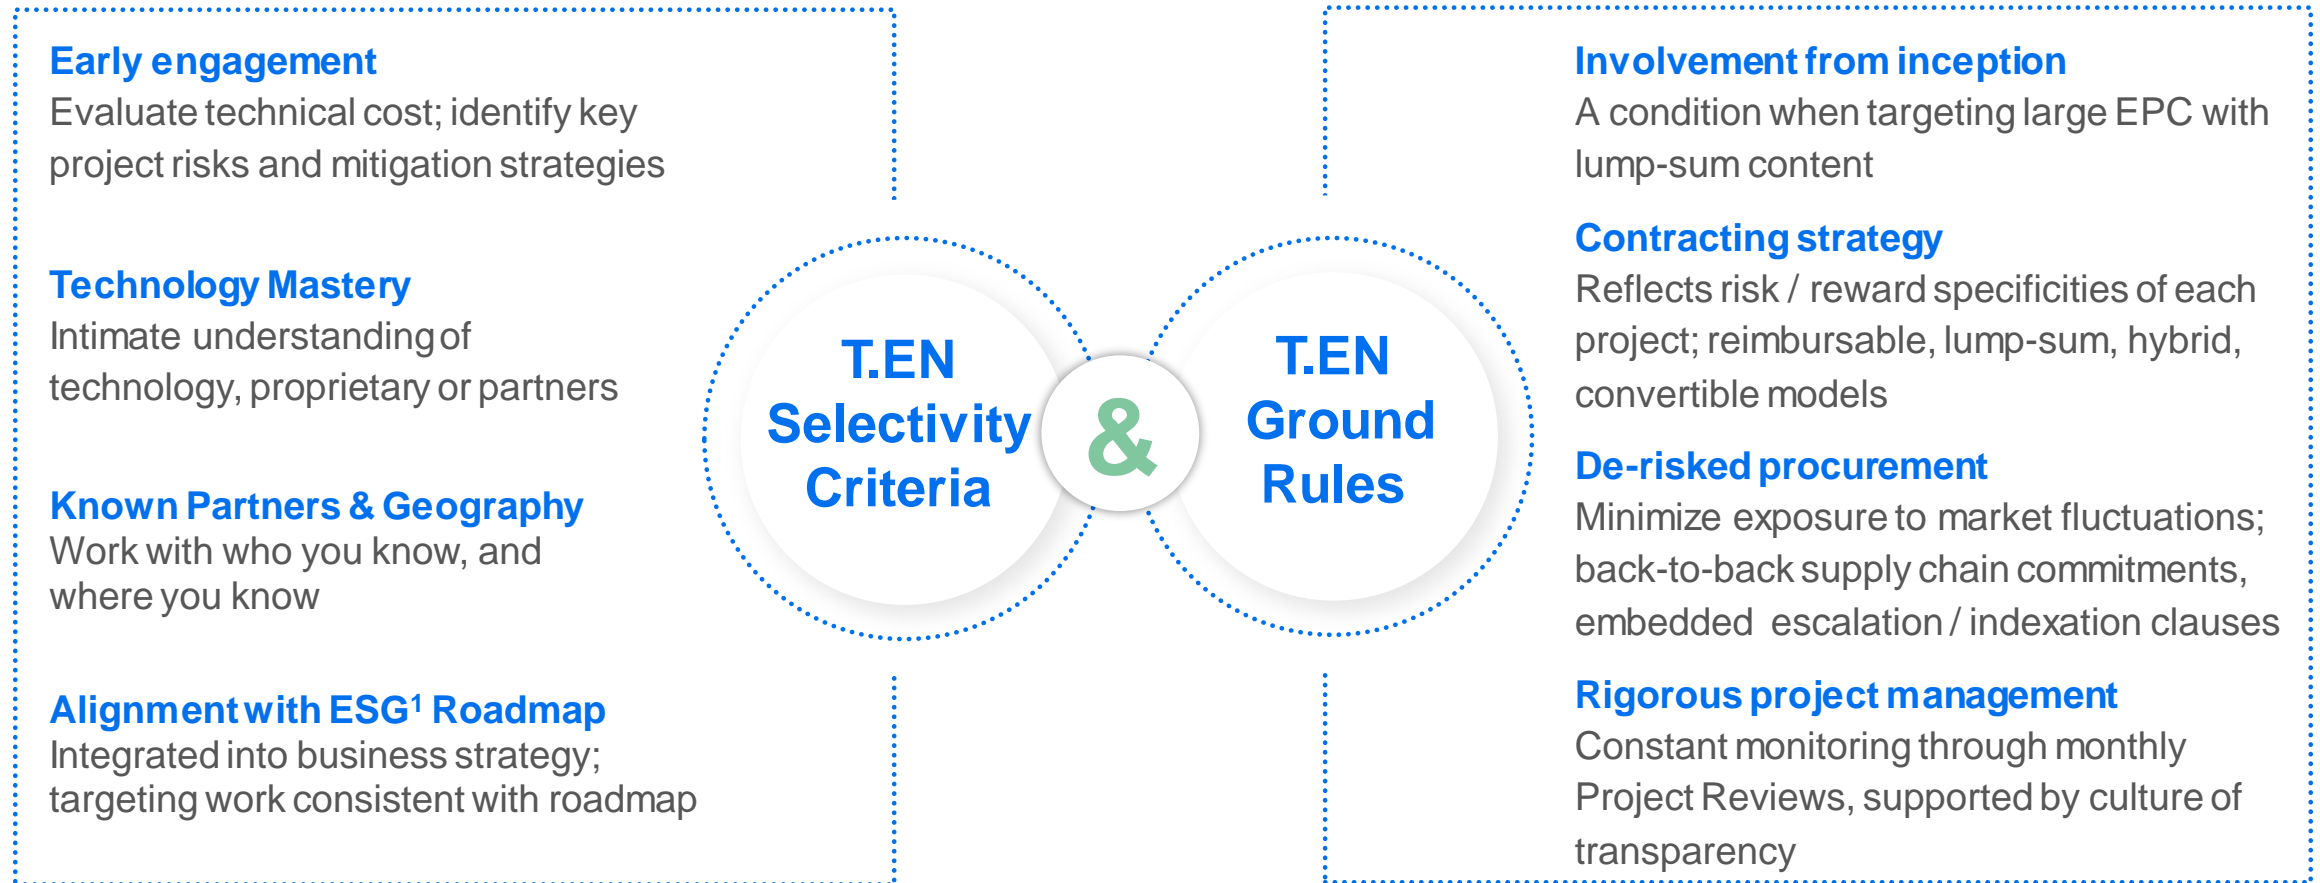 Early engagement
Evaluate technical cost; identify key
project risks and mitigation strategies
Technology Mastery
Intimate understanding of
technology, proprietary or partners
Known Partners & Geography
Work with who you know, and
where you know
Alignment with ESG¹ Roadmap
Integrated into business strategy;
targeting work consistent with roadmap
T.EN
Selectivity
Criteria
&
T.EN
Ground
Rules
Involvement from inception
A condition when targeting large EPC with
lump-sum content
Contracting strategy
Reflects risk / reward specificities of each
project; reimbursable, lump-sum, hybrid,
convertible models
De-risked procurement
Minimize exposure to market fluctuations;
back-to-back supply chain commitments,
embedded escalation / indexation clauses
Rigorous project management
Constant monitoring through monthly
Project Reviews, supported by culture of
transparency